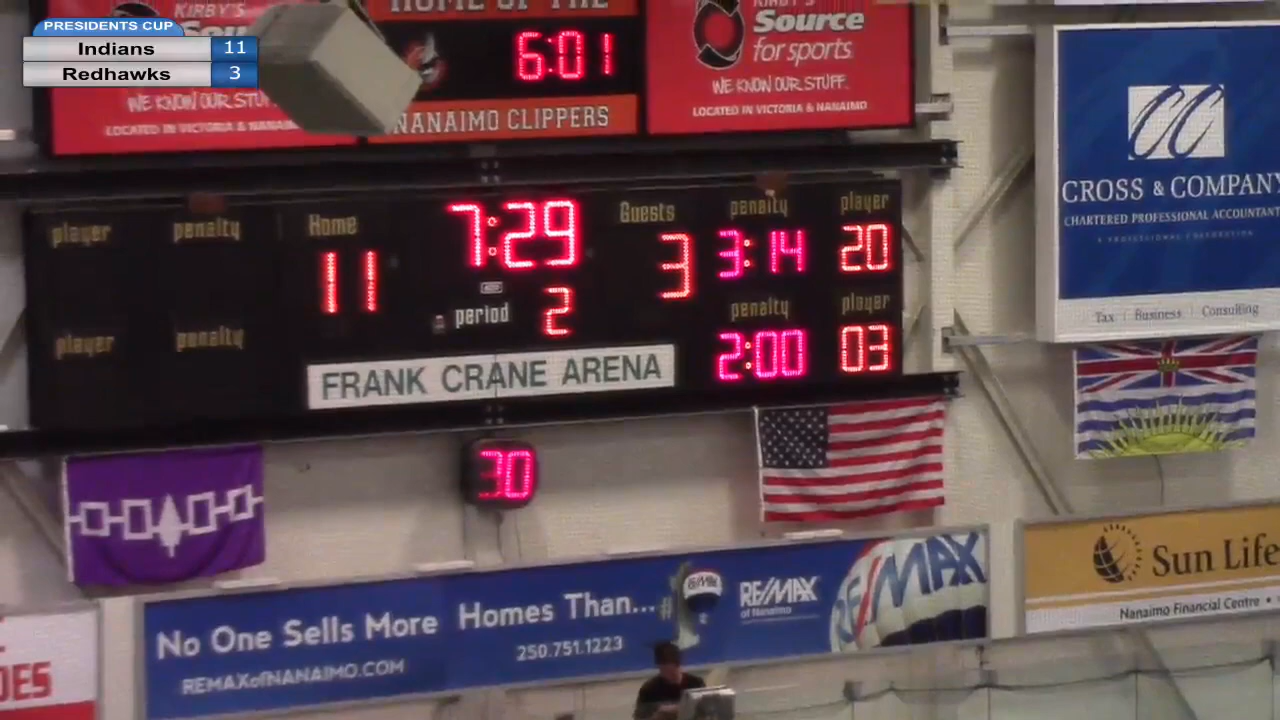 PRESIDENTS CUP
Indians 11
Redhawks 3
KIRBY'S
WE KNOW OUR STUFF
LOCATED IN VICTORIA & NANAIMO
HOME OF THE
6:01
NANAIMO CLIPPERS
KIRBY'S
Source
for sports
WE KNOW OUR STUFF.
LOCATED IN VICTORIA & NANAIMO
player penalty Home 7:29 Guests penalty player
11 3 3:14 20
period 2
player penalty penalty player
2:00 03
FRANK CRANE ARENA
30
CC
CROSS & COMPANY
CHARTERED PROFESSIONAL ACCOUNTANT
Tax Business Consulting
No One Sells More Homes Than...
250.751.1223
REMAXofNANAIMO.COM
RE/MAX
RE/MAX
of Nanaimo
RE/MAX
Sun Life
Nanaimo Financial Centre •